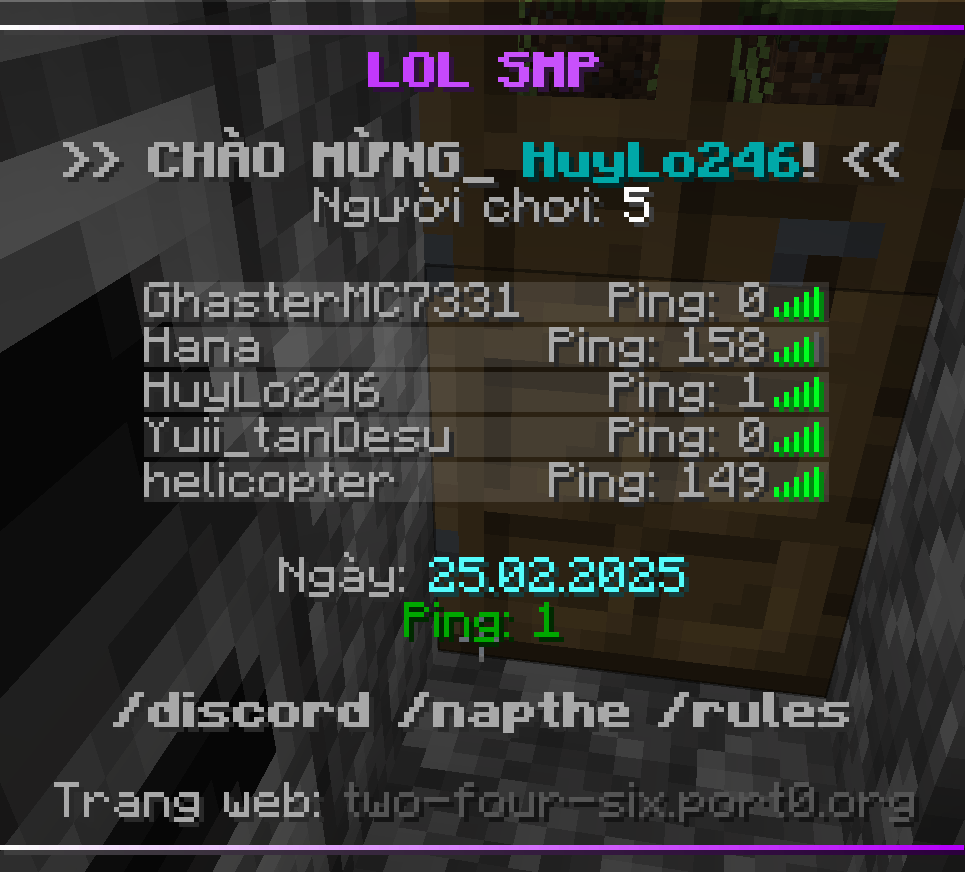 LOL SMP
>> CHÀO MỪNG_ HuyLo246! <<
Người chơi: 5
GhasterMC7331 Ping: 0
Hana Ping: 158
HuyLo246 Ping: 1
Yuii_tanDesu Ping: 0
helicopter Ping: 149
Ngày: 25.02.2025
Ping: 1
/discord /napthe /rules
Trang web: two-four-six.port0.org